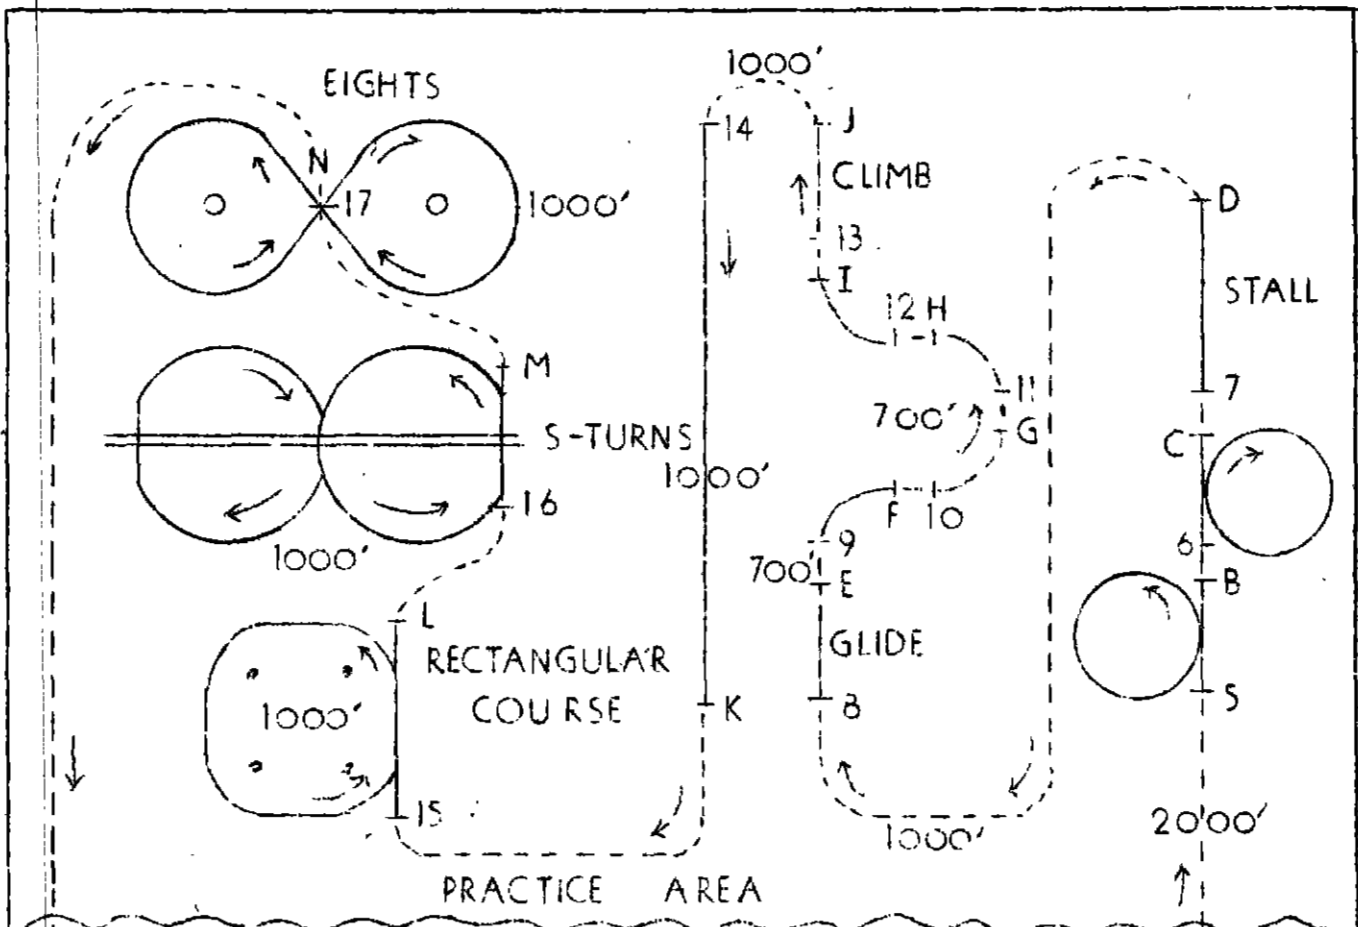 1000'
EIGHTS
14
J
N
CLIMB
17
1000'
D
13
I
STALL
12 H
M
11
7
700'
G
C
S-TURNS
1000'
16
F 10
1000'
9
6
700'
E
B
L
GLIDE
RECTANGULAR
COURSE
1000'
K
8
5
15
1000'
2000'
PRACTICE AREA